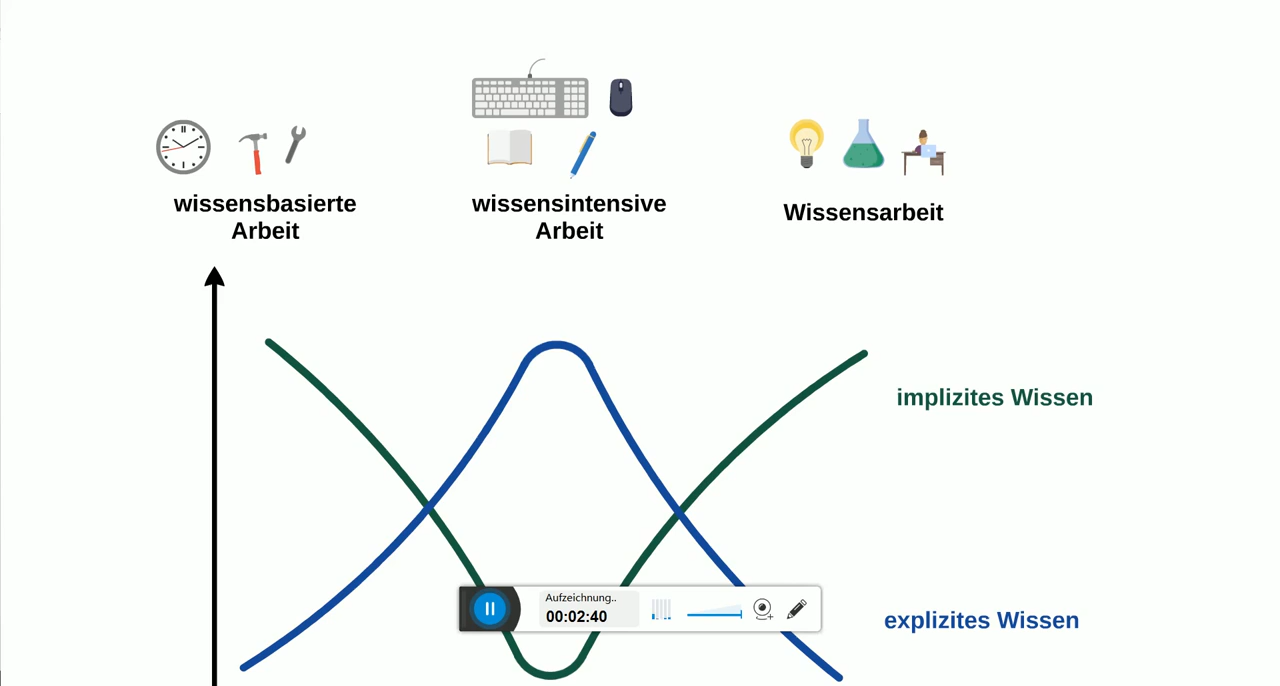 wissensbasierte
Arbeit
wissensintensive
Arbeit
Wissensarbeit
implizites Wissen
Aufzeichnung..
00:02:40
explizites Wissen